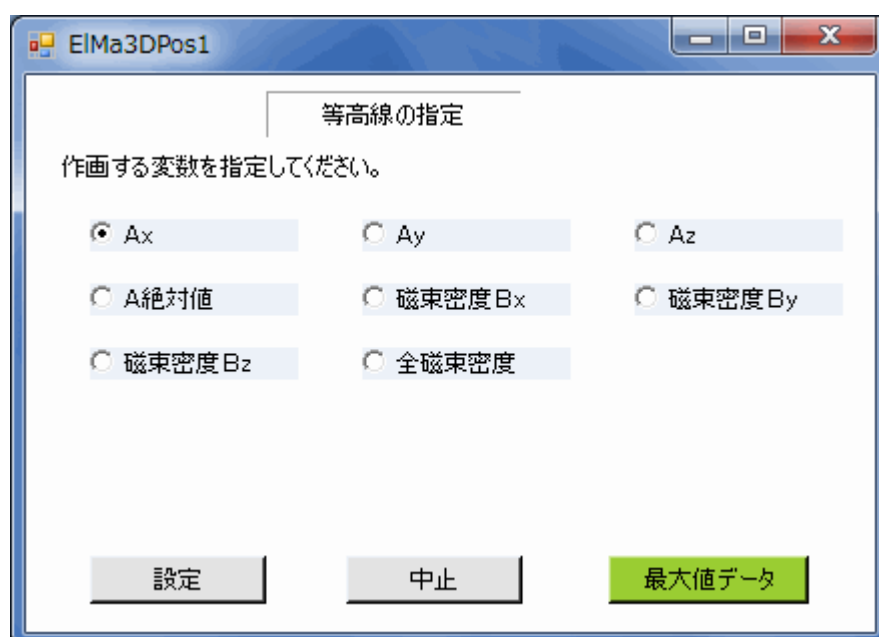 ElMa3DPos1
等高線の指定
作画する変数を指定してください。
Ax Ay Az
A絶対値 磁束密度Bx 磁束密度By
磁束密度Bz 全磁束密度
設定 中止 最大値データ